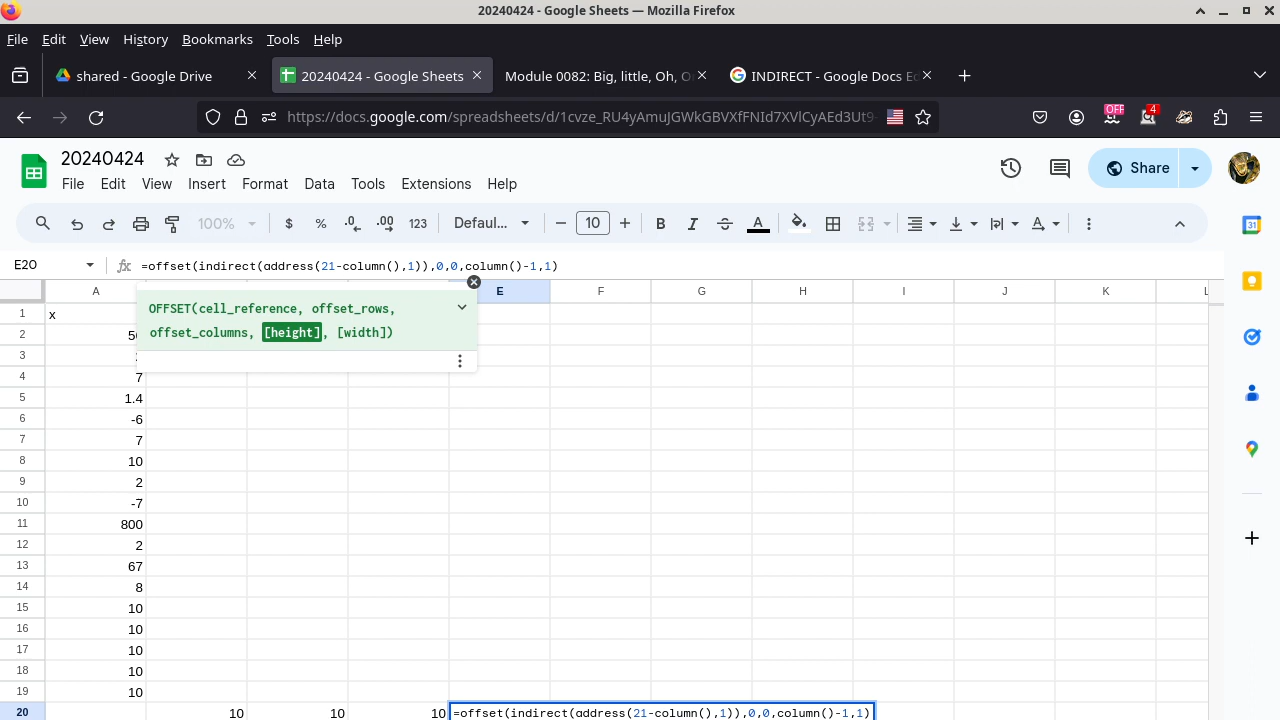 20240424 - Google Sheets — Mozilla Firefox
File Edit View History Bookmarks Tools Help
shared - Google Drive
20240424 - Google Sheets
Module 0082: Big, little, Oh, O
INDIRECT - Google Docs Ed
https://docs.google.com/spreadsheets/d/1cvze_RU4yAmuJGWkGBVXfFNId7XVlCyAEd3Ut9
OFF
4
20240424
File Edit View Insert Format Data Tools Extensions Help
Share
100% $ % .0 .00 123 Defaul... 10 B I S A
31
E20 fx =offset(indirect(address(21-column(),1)),0,0,column()-1,1)
A E F G H I J K L
OFFSET(cell_reference, offset_rows,
offset_columns, [height], [width])
1 x
2
3
4 7
5 1.4
6 -6
7 7
8 10
9 2
10 -7
11 800
12 2
13 67
14 8
15 10
16 10
17 10
18 10
19 10
20 10 10 10 =offset(indirect(address(21-column(),1)),0,0,column()-1,1)